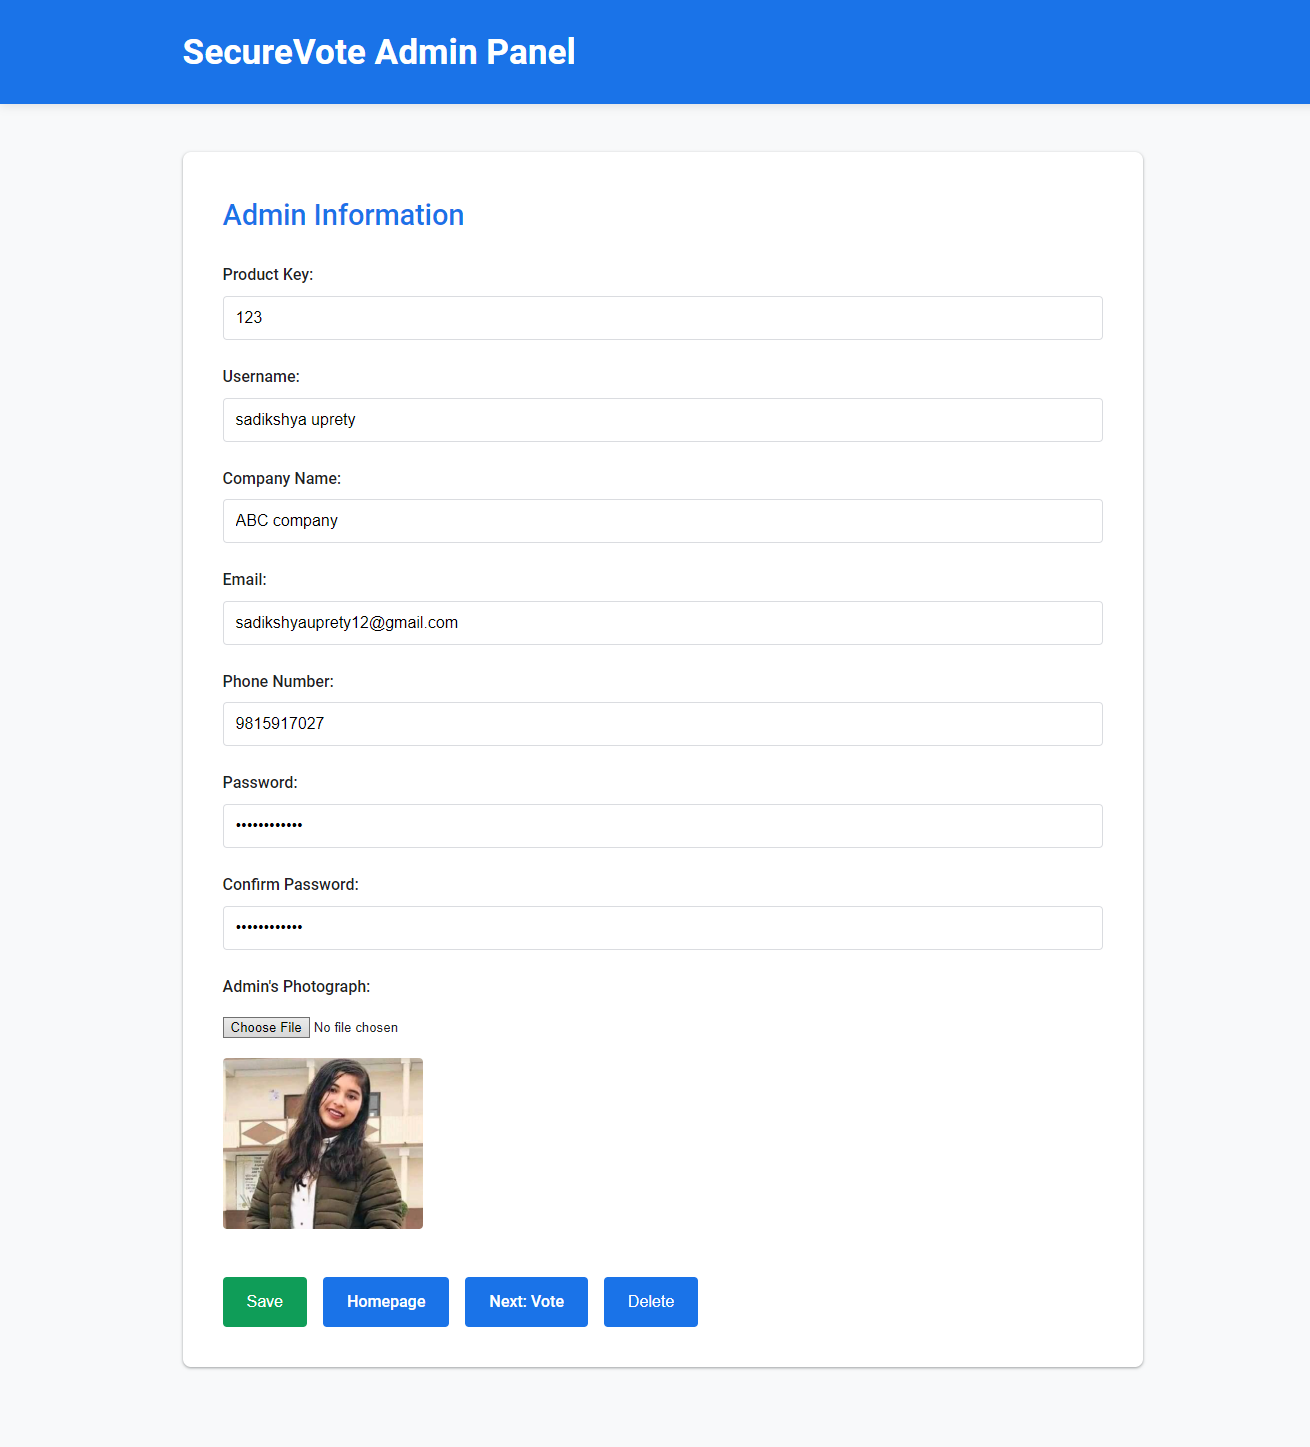 SecureVote Admin Panel
Admin Information
Product Key:
123
Username:
sadikshya uprety
Company Name:
ABC company
Email:
sadikshyauprety12@gmail.com
Phone Number:
9815917027
Password:
••••••••••••
Confirm Password:
••••••••••••
Admin's Photograph:
Choose File No file chosen
Save Homepage Next: Vote Delete